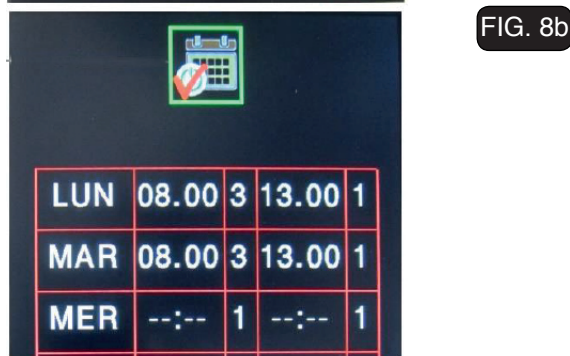 FIG. 8b
LUN 08.00 3 13.00 1
MAR 08.00 3 13.00 1
MER --:-- 1 --:-- 1